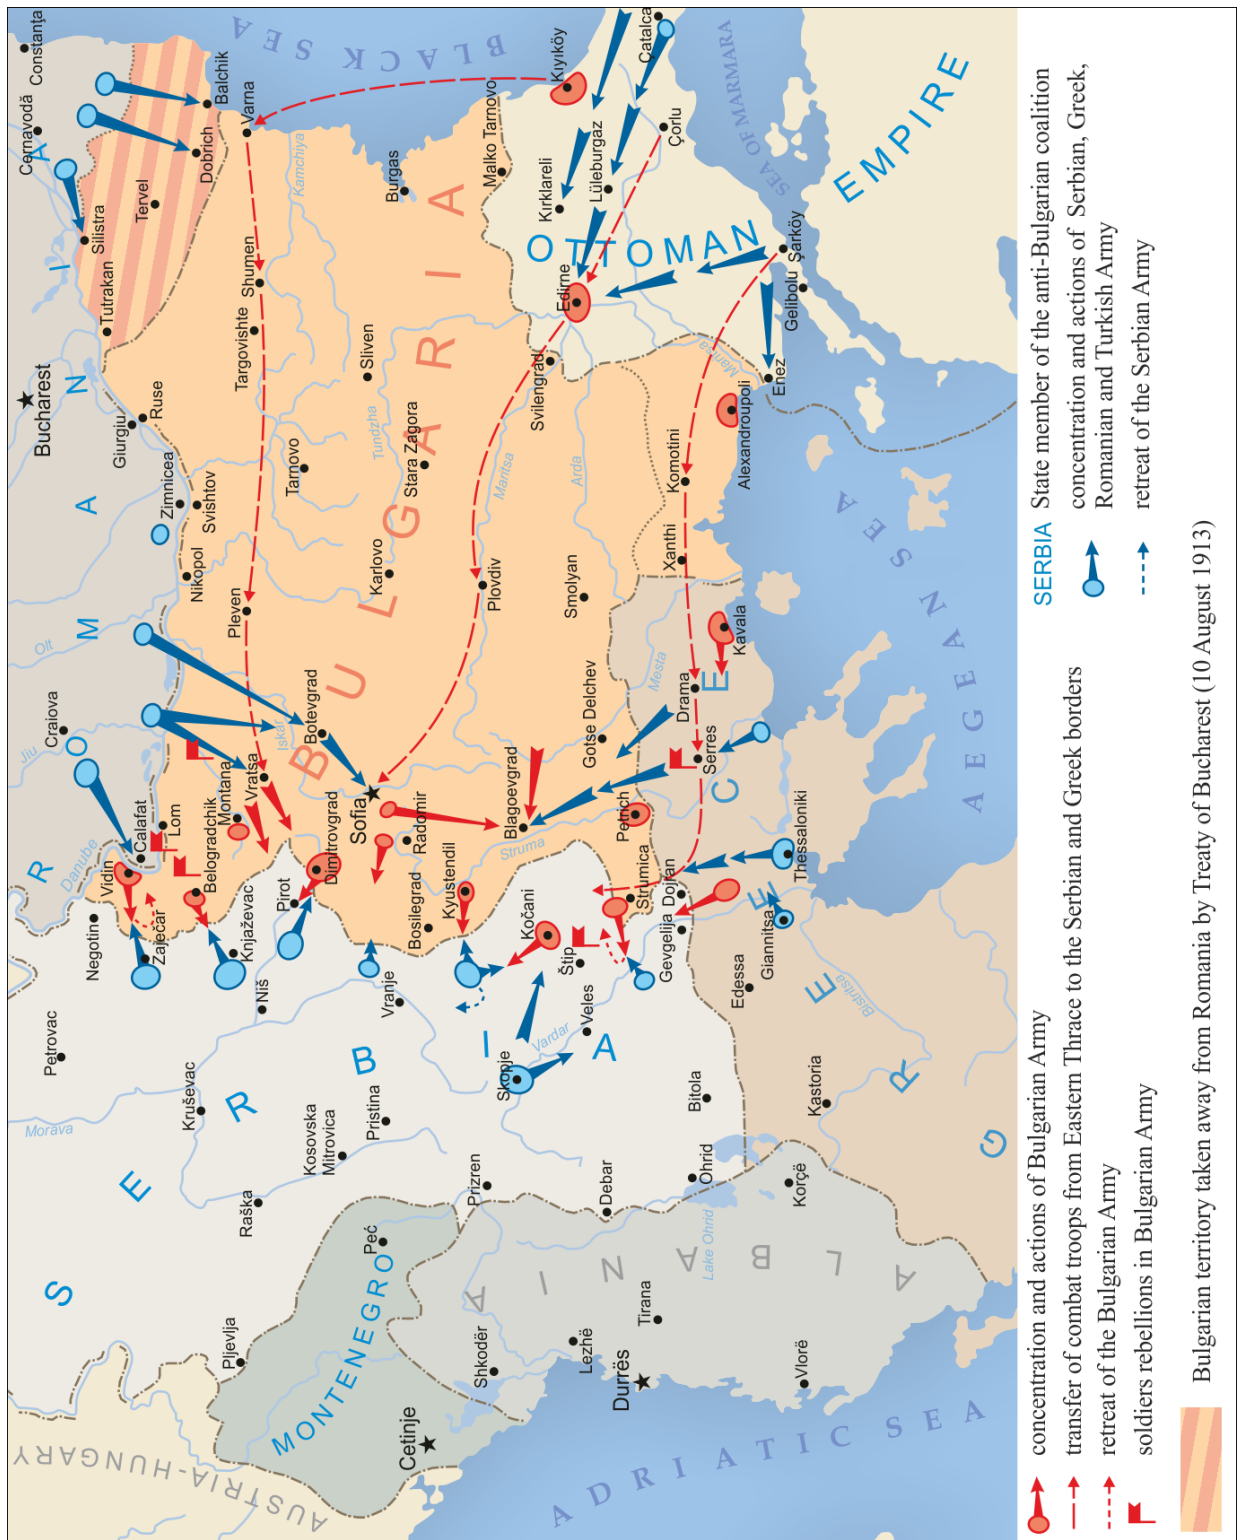 AUSTRIA-HUNGARY
S E R B I A
R O M A N I A
BLACK SEA
Petrovac
Negotine
Craiova
Bucharest
Cernavodă
Constanţa
Jiu
Olt
Morava
Danube
Calafat
Vidin
Lom
Zaječar
Zimnicea
Giurgiu
Ruse
Tutrakan
Silistra
Tervel
Dobrich
Balchik
Nikopol
Svishtov
Kruševac
Knjaževac
Belogradchik
Montana
Vratsa
Pleven
Targovishte
Shumen
Varna
Kamchiya
Pljevlja
Raška
Niš
Pirot
Dimitrovgrad
Iskar
Botevgrad
Tarnovo
Kosovska
Mitrovica
Pristina
Peć
MONTENEGRO
Cetinje
Vranje
Bosilegrad
Sofia
Radomir
Karlovo
Stara Zagora
Sliven
Tundzha
Burgas
BULGARIA
Kyustendil
Prizren
Shkodër
Skopje
Kočani
Struma
Blagoevgrad
Plovdiv
Maritsa
Malko Tarnovo
Kıyıköy
Svilengrad
Edirne
Kırklareli
Lüleburgaz
Vardar
Štip
Veles
Debar
Lezhë
Durrës
Tirana
Gotse Delchev
Smolyan
Arda
OTTOMAN
EMPIRE
Çatalca
Çorlu
Strumica
Petrich
Mesta
Gevgelija
Dojran
Bitola
Ohrid
Lake Ohrid
ALBANIA
Serres
Drama
Xanthi
Komotini
Kavala
Alexandroupoli
Maritsa
Enez
Gelibolu
Şarköy
SEA OF MARMARA
Edessa
Giannitsa
Thessaloniki
Bistritsa
Kastoria
Korçë
Vlorë
GREECE
ADRIATIC SEA
AEGEAN SEA
concentration and actions of Bulgarian Army
transfer of combat troops from Eastern Thrace to the Serbian and Greek borders
retreat of the Bulgarian Army
soldiers rebellions in Bulgarian Army
Bulgarian territory taken away from Romania by Treaty of Bucharest (10 August 1913)
SERBIA State member of the anti-Bulgarian coalition
concentration and actions of Serbian, Greek,
Romanian and Turkish Army
retreat of the Serbian Army